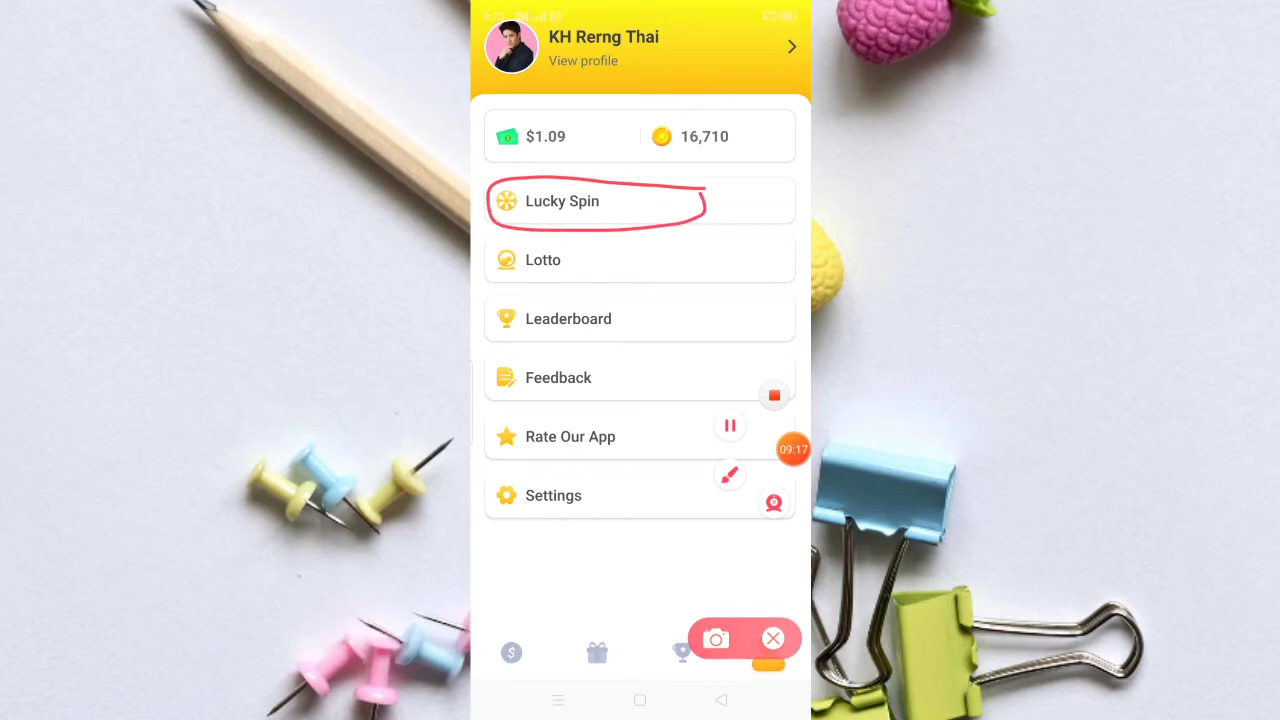 KH Rerng Thai
View profile
$1.09
16,710
Lucky Spin
Lotto
Leaderboard
Feedback
Rate Our App
09:17
Settings